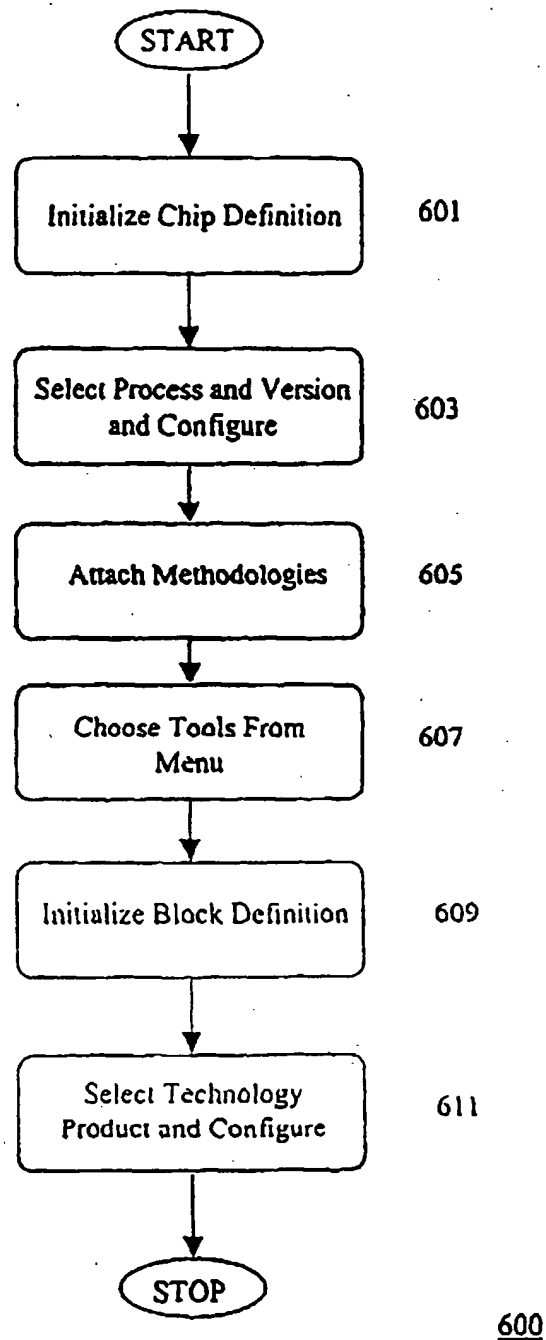 START
Initialize Chip Definition
601
Select Process and Version
and Configure
603
Attach Methodologies
605
Choose Tools From
Menu
607
Initialize Block Definition
609
Select Technology
Product and Configure
611
STOP
600